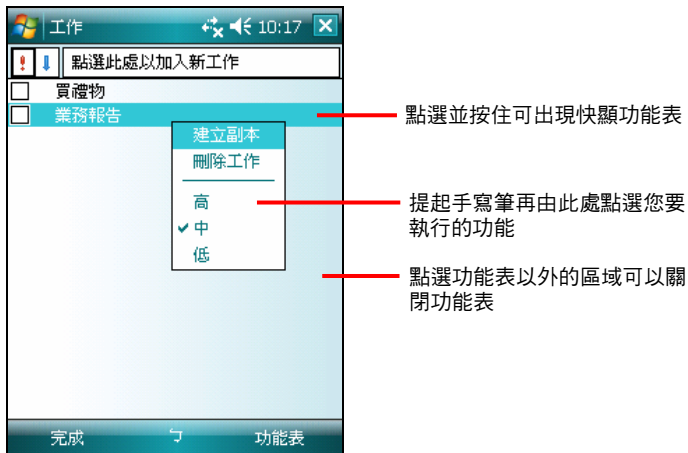 工作 10:17
點選此處以加入新工作
買禮物
業務報告
建立副本
刪除工作
高
中
低
完成 功能表
點選並按住可出現快顯功能表
提起手寫筆再由此處點選您要
執行的功能
點選功能表以外的區域可以關
閉功能表